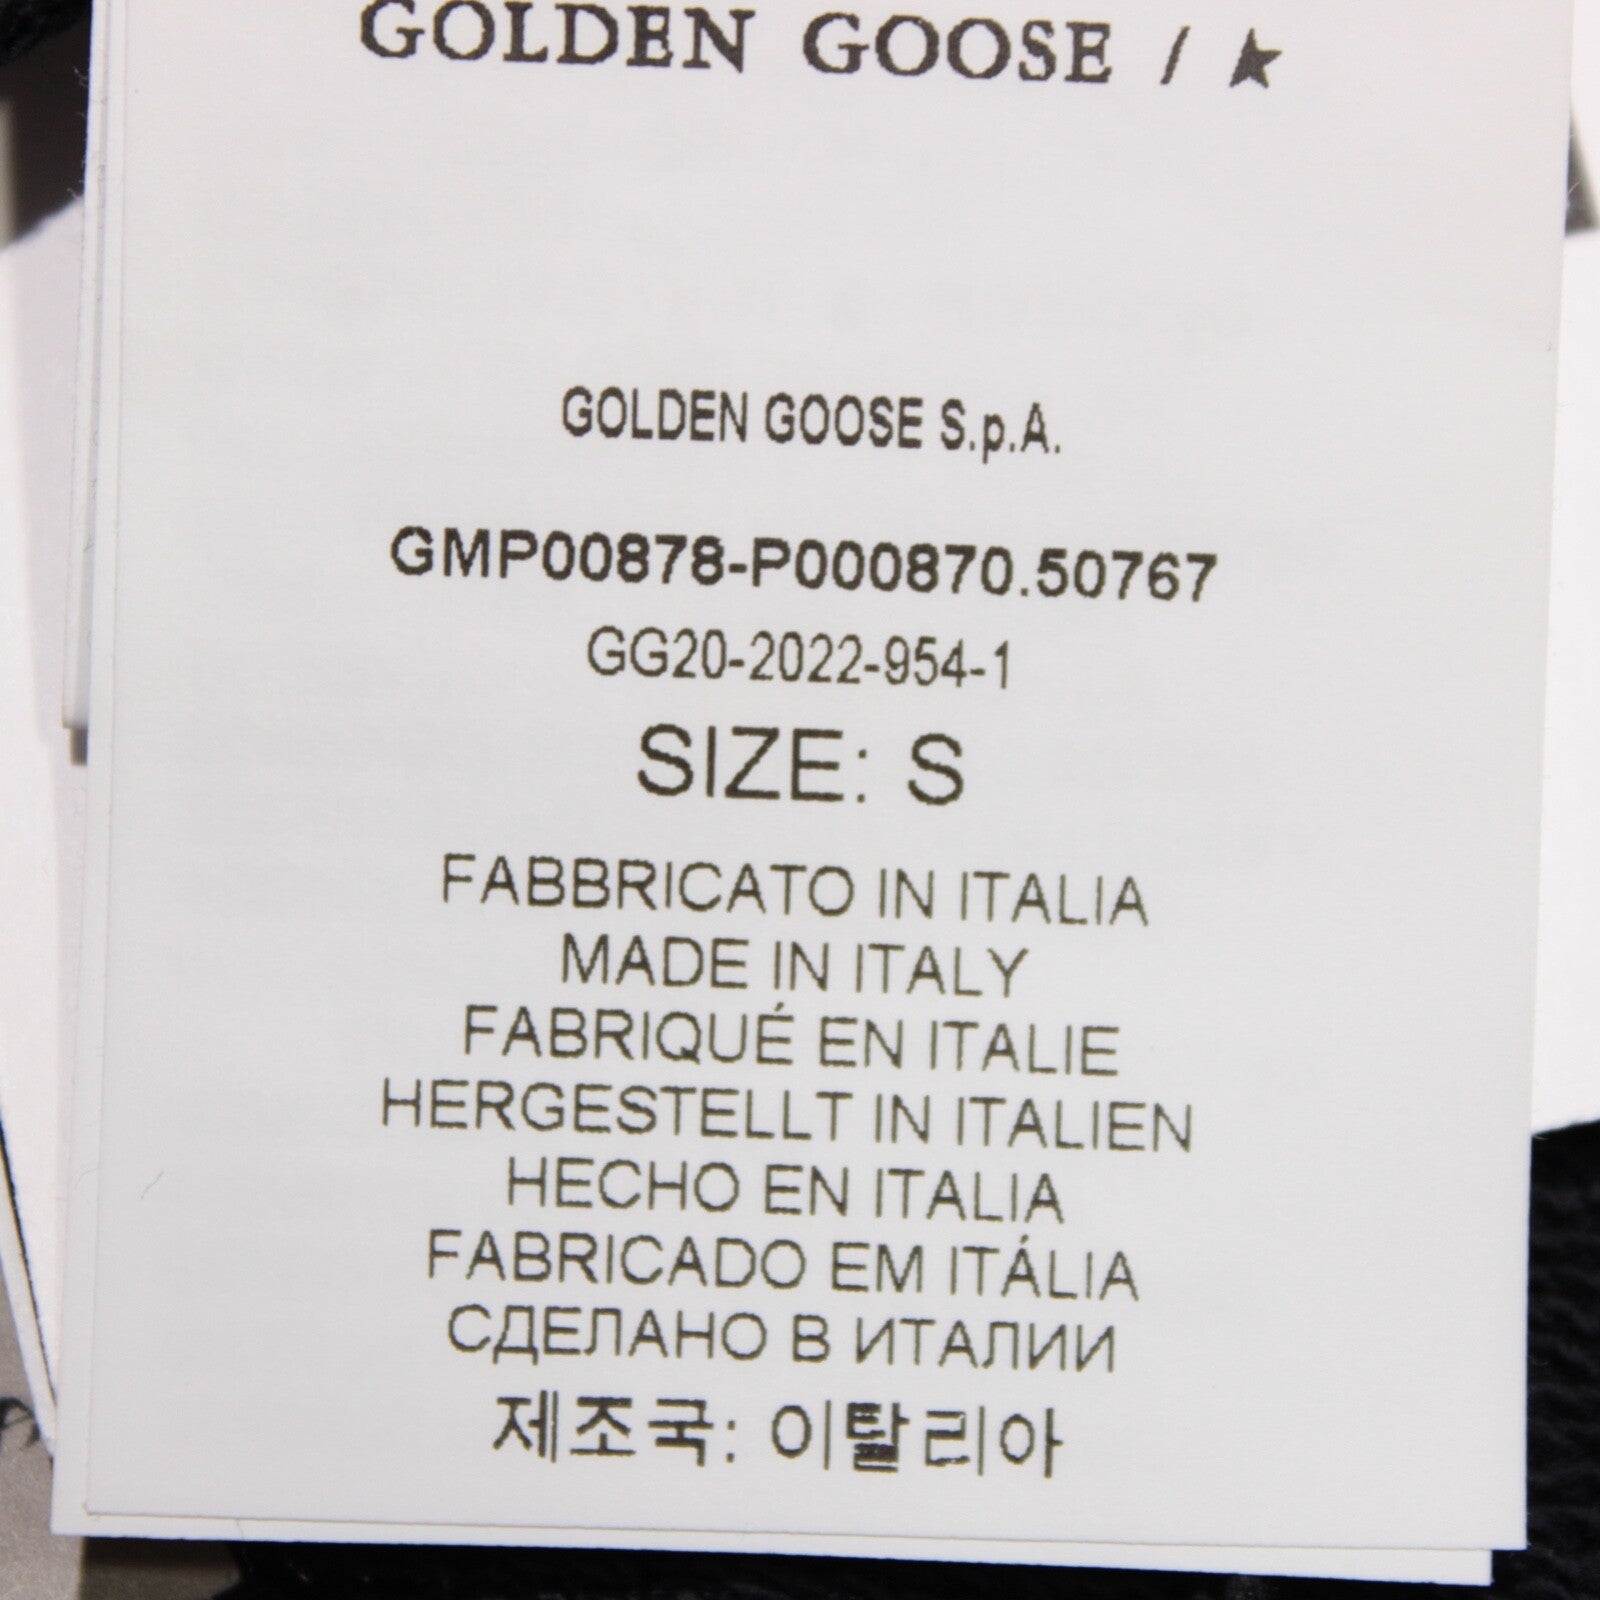 GOLDEN GOOSE / ★
GOLDEN GOOSE S.p.A.
GMP00878-P000870.50767
GG20-2022-954-1
SIZE: S
FABBRICATO IN ITALIA
MADE IN ITALY
FABRIQUÉ EN ITALIE
HERGESTELLT IN ITALIEN
HECHO EN ITALIA
FABRICADO EM ITÁLIA
СДЕЛАНО В ИТАЛИИ
제조국: 이탈리아